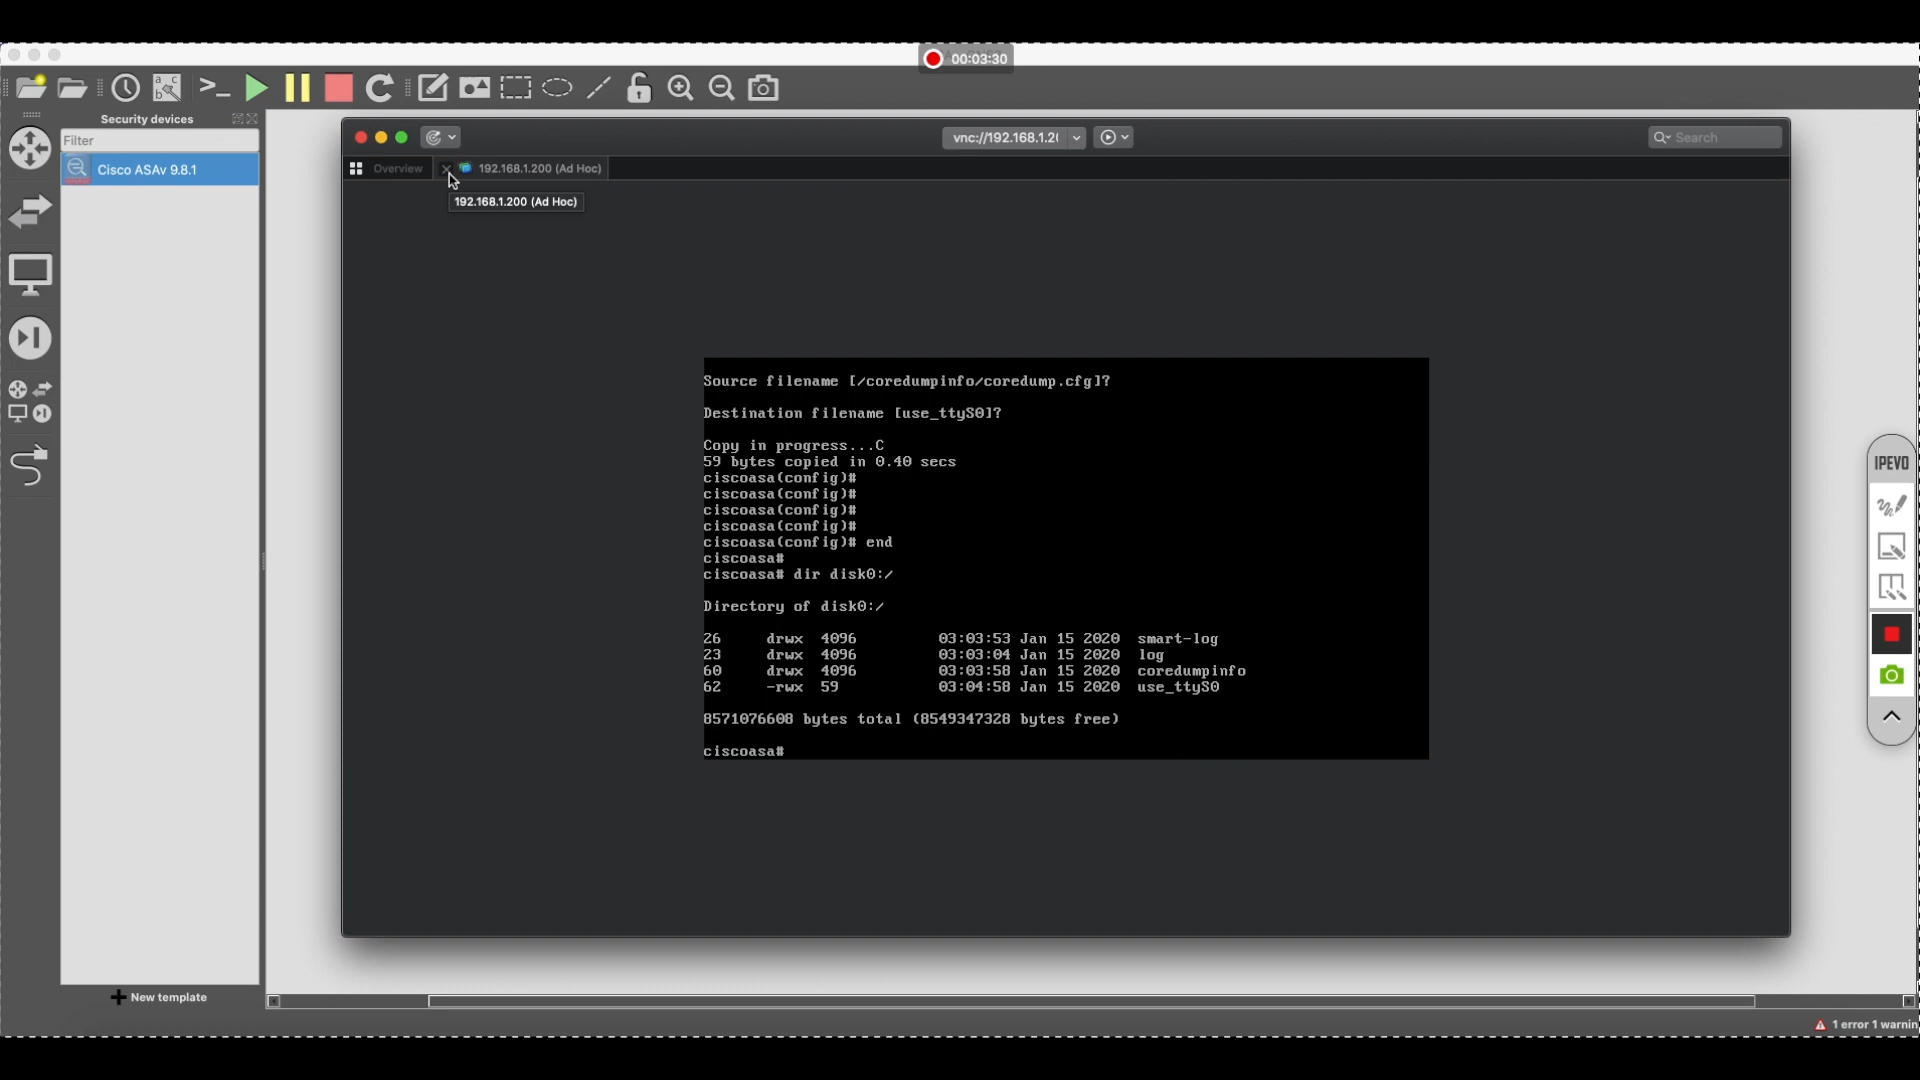 00:03:30
Security devices
Filter
Cisco ASAv 9.8.1
vnc://192.168.1.2(
Search
Overview
192.168.1.200 (Ad Hoc)
192.168.1.200 (Ad Hoc)
Source filename [/coredumpinfo/coredump.cfg]?
Destination filename [use_ttyS0]?
Copy in progress...C
59 bytes copied in 0.40 secs
ciscoasa(config)#
ciscoasa(config)#
ciscoasa(config)#
ciscoasa(config)#
ciscoasa(config)# end
ciscoasa#
ciscoasa# dir disk0:/
Directory of disk0:/
26 drwx 4096 03:03:53 Jan 15 2020 smart-log
23 drwx 4096 03:03:04 Jan 15 2020 log
60 drwx 4096 03:03:58 Jan 15 2020 coredumpinfo
62 -rwx 59 03:04:58 Jan 15 2020 use_ttyS0
8571076608 bytes total (8549347328 bytes free)
ciscoasa#
IPEVO
New template
1 error 1 warnin